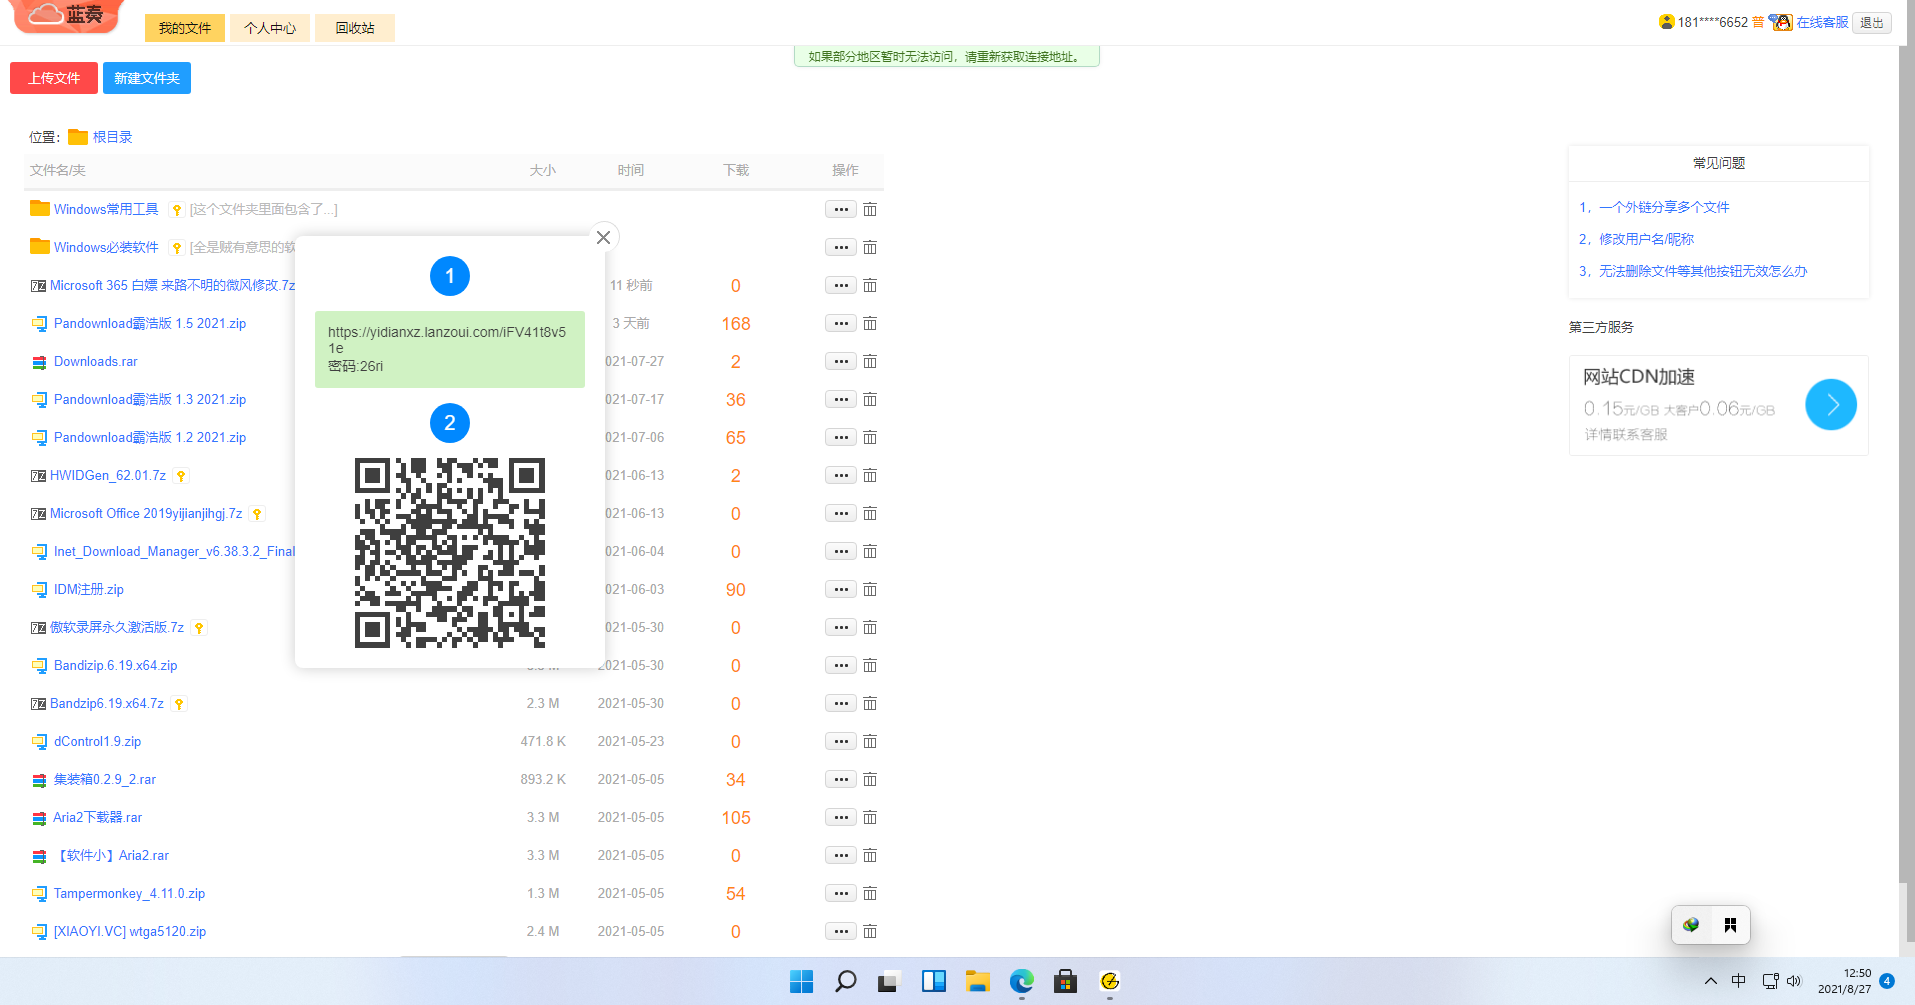 蓝奏
我的文件 个人中心 回收站
181****6652 普 在线客服 退出
如果部分地区暂时无法访问，请重新获取连接地址。
上传文件 新建文件夹
位置： 根目录
文件名/夹 大小 时间 下载 操作
Windows常用工具 [这个文件夹里面包含了...]
Windows必装软件 [全是贼有意思的软
Microsoft 365 白嫖 来路不明的微风修改.7z 11 秒前 0
Pandownload霸浩版 1.5 2021.zip 3 天前 168
Downloads.rar 021-07-27 2
Pandownload霸浩版 1.3 2021.zip 021-07-17 36
Pandownload霸浩版 1.2 2021.zip 021-07-06 65
HWIDGen_62.01.7z 021-06-13 2
Microsoft Office 2019yijianjihgj.7z 021-06-13 0
Inet_Download_Manager_v6.38.3.2_Final 021-06-04 0
IDM注册.zip 021-06-03 90
傲软录屏永久激活版.7z 021-05-30 0
Bandizip.6.19.x64.zip 2021-05-30 0
Bandzip6.19.x64.7z 2.3 M 2021-05-30 0
dControl1.9.zip 471.8 K 2021-05-23 0
集装箱0.2.9_2.rar 893.2 K 2021-05-05 34
Aria2下载器.rar 3.3 M 2021-05-05 105
【软件小】Aria2.rar 3.3 M 2021-05-05 0
Tampermonkey_4.11.0.zip 1.3 M 2021-05-05 54
[XIAOYI.VC] wtga5120.zip 2.4 M 2021-05-05 0
1
https://yidianxz.lanzoui.com/iFV41t8v5
1e
密码:26ri
2
常见问题
1，一个外链分享多个文件
2，修改用户名/昵称
3，无法删除文件等其他按钮无效怎么办
第三方服务
网站CDN加速
0.15元/GB 大客户0.06元/GB
详情联系客服
中
12:50
2021/8/27
4